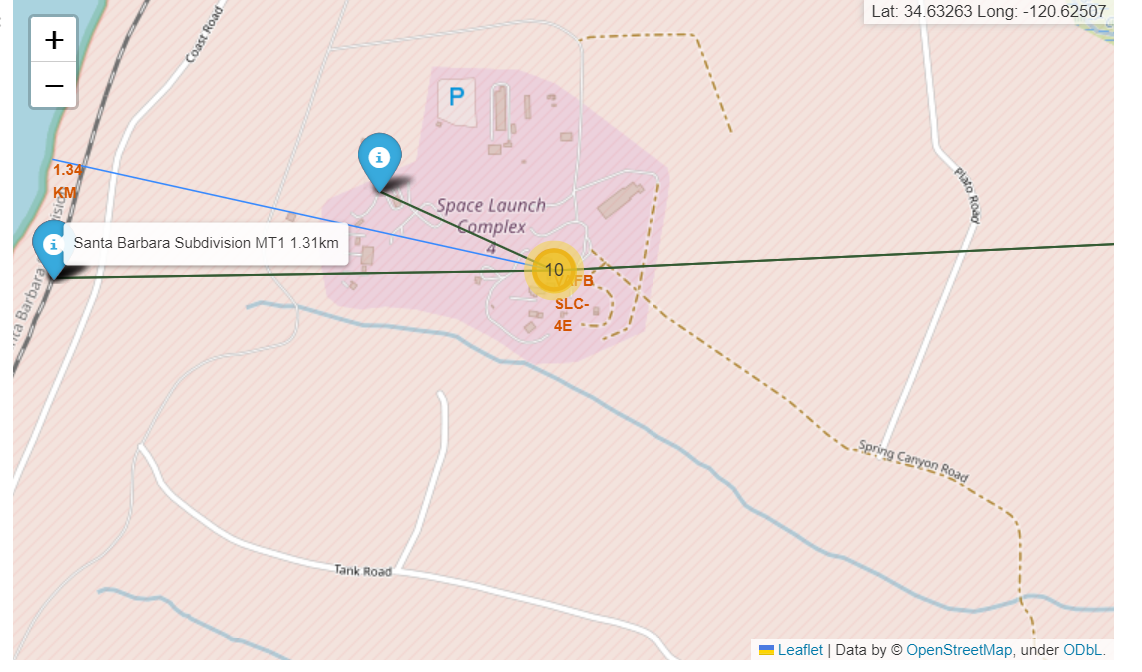 Lat: 34.63263 Long: -120.62507
+
−
Coast Road
P
1.34
KM
Plato Road
Space Launch
Complex
4
Santa Barbara Subdivision MT1 1.31km
10
SLC-
4E
Spring Canyon Road
Tank Road
Leaflet | Data by © OpenStreetMap, under ODbL.